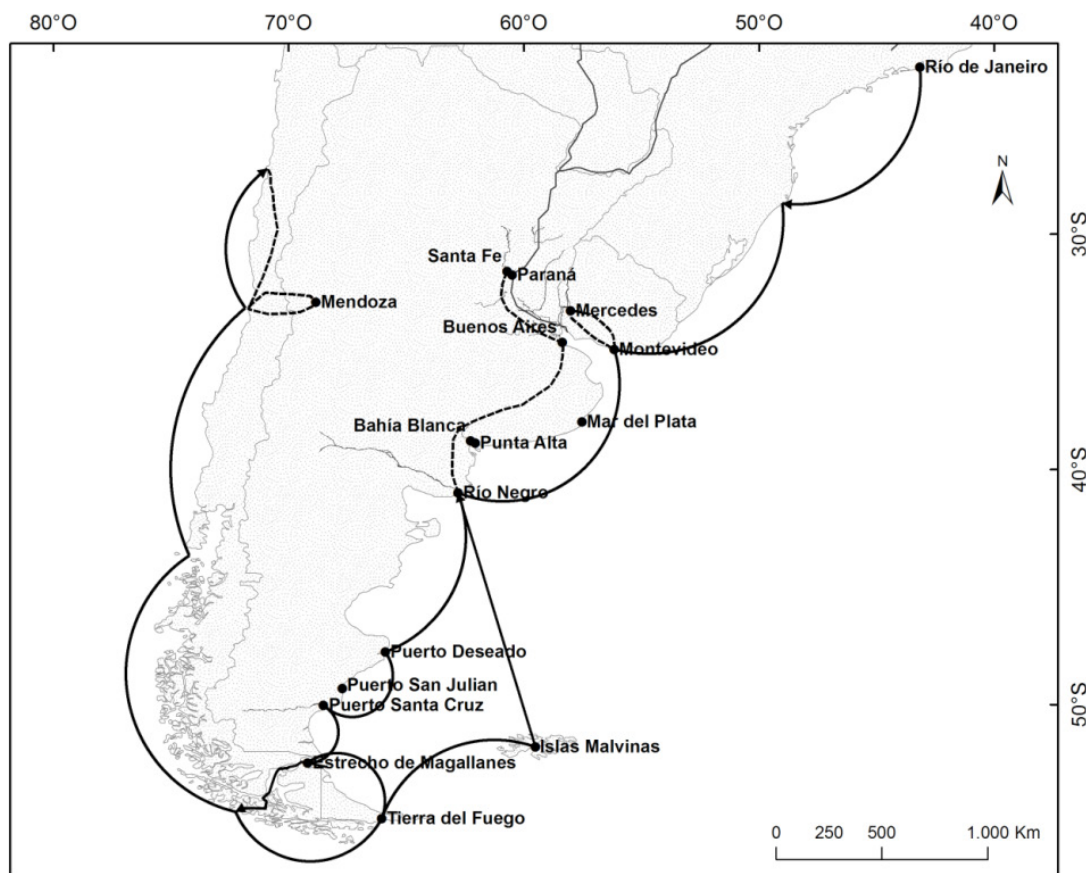 80°O 70°O 60°O 50°O 40°O
Río de Janeiro
N
30°S
Santa Fe
Paraná
Mendoza
Mercedes
Buenos Aires
Montevideo
Mar del Plata
Bahía Blanca
Punta Alta
40°S
Río Negro
Puerto Deseado
Puerto San Julian
Puerto Santa Cruz
50°S
Islas Malvinas
Estrecho de Magallanes
Tierra del Fuego
0 250 500 1.000 Km